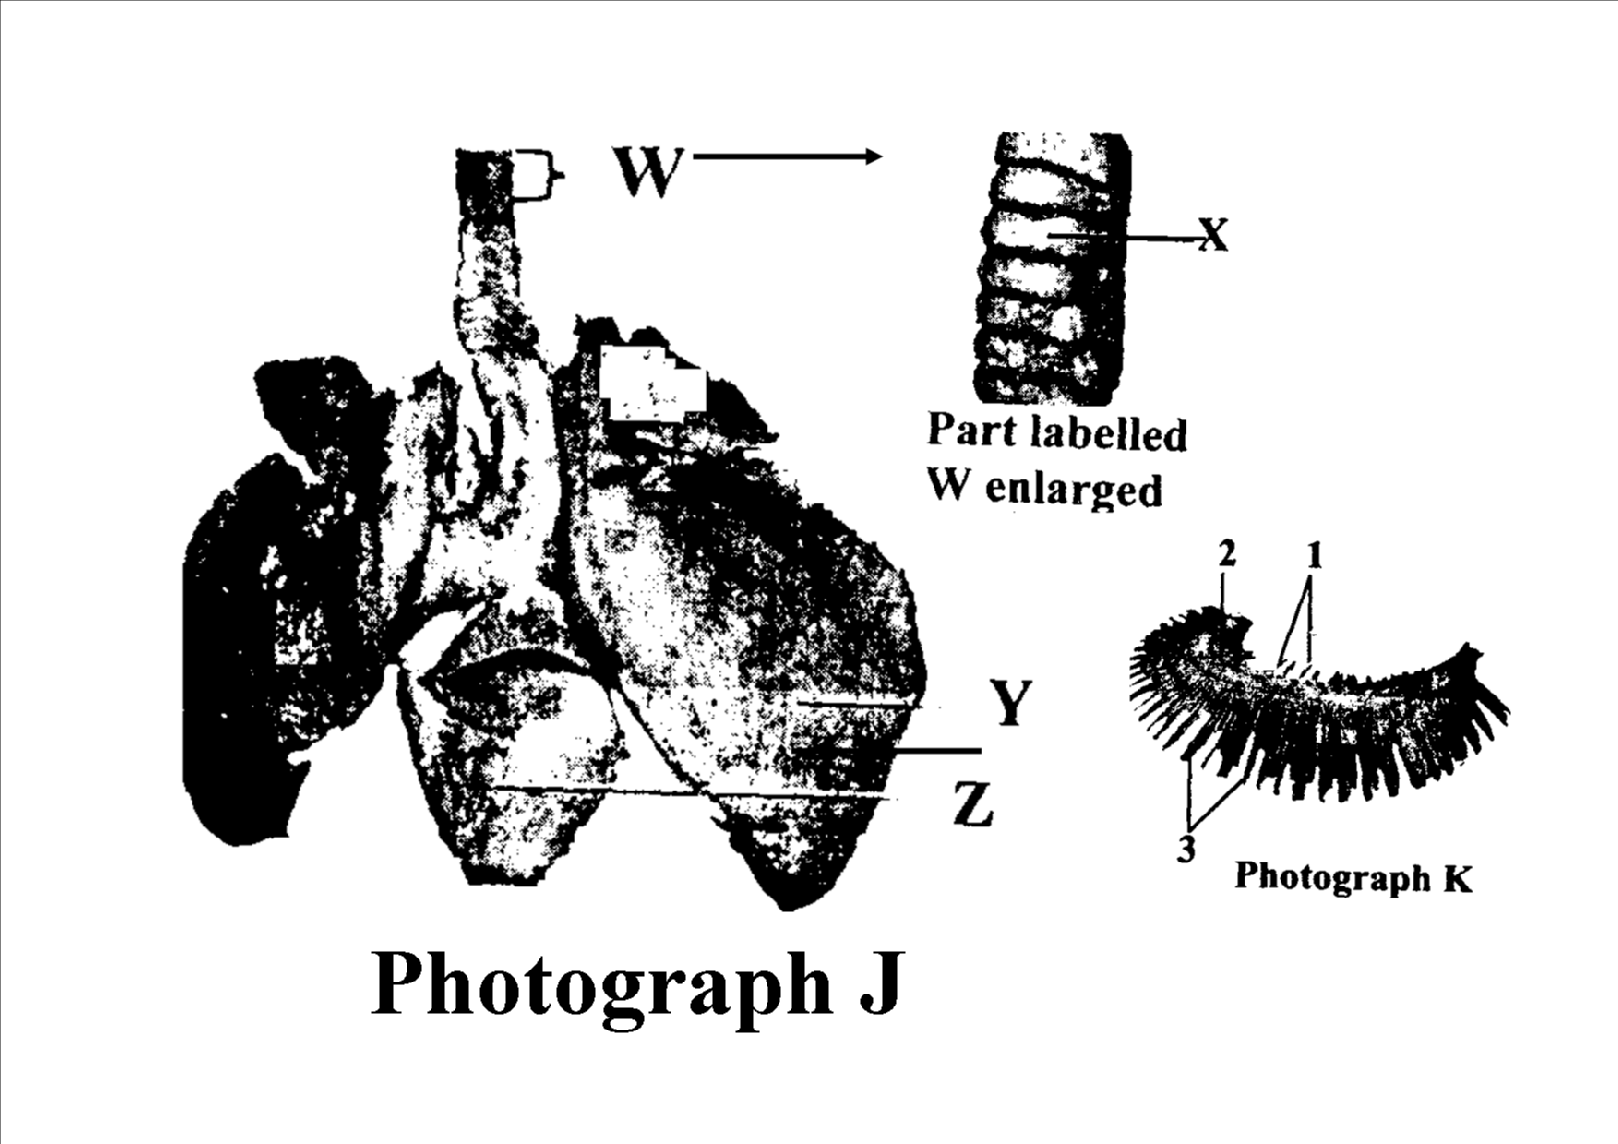 W
X
Part labelled
W enlarged
2 1
Y
Z
3
Photograph K
Photograph J